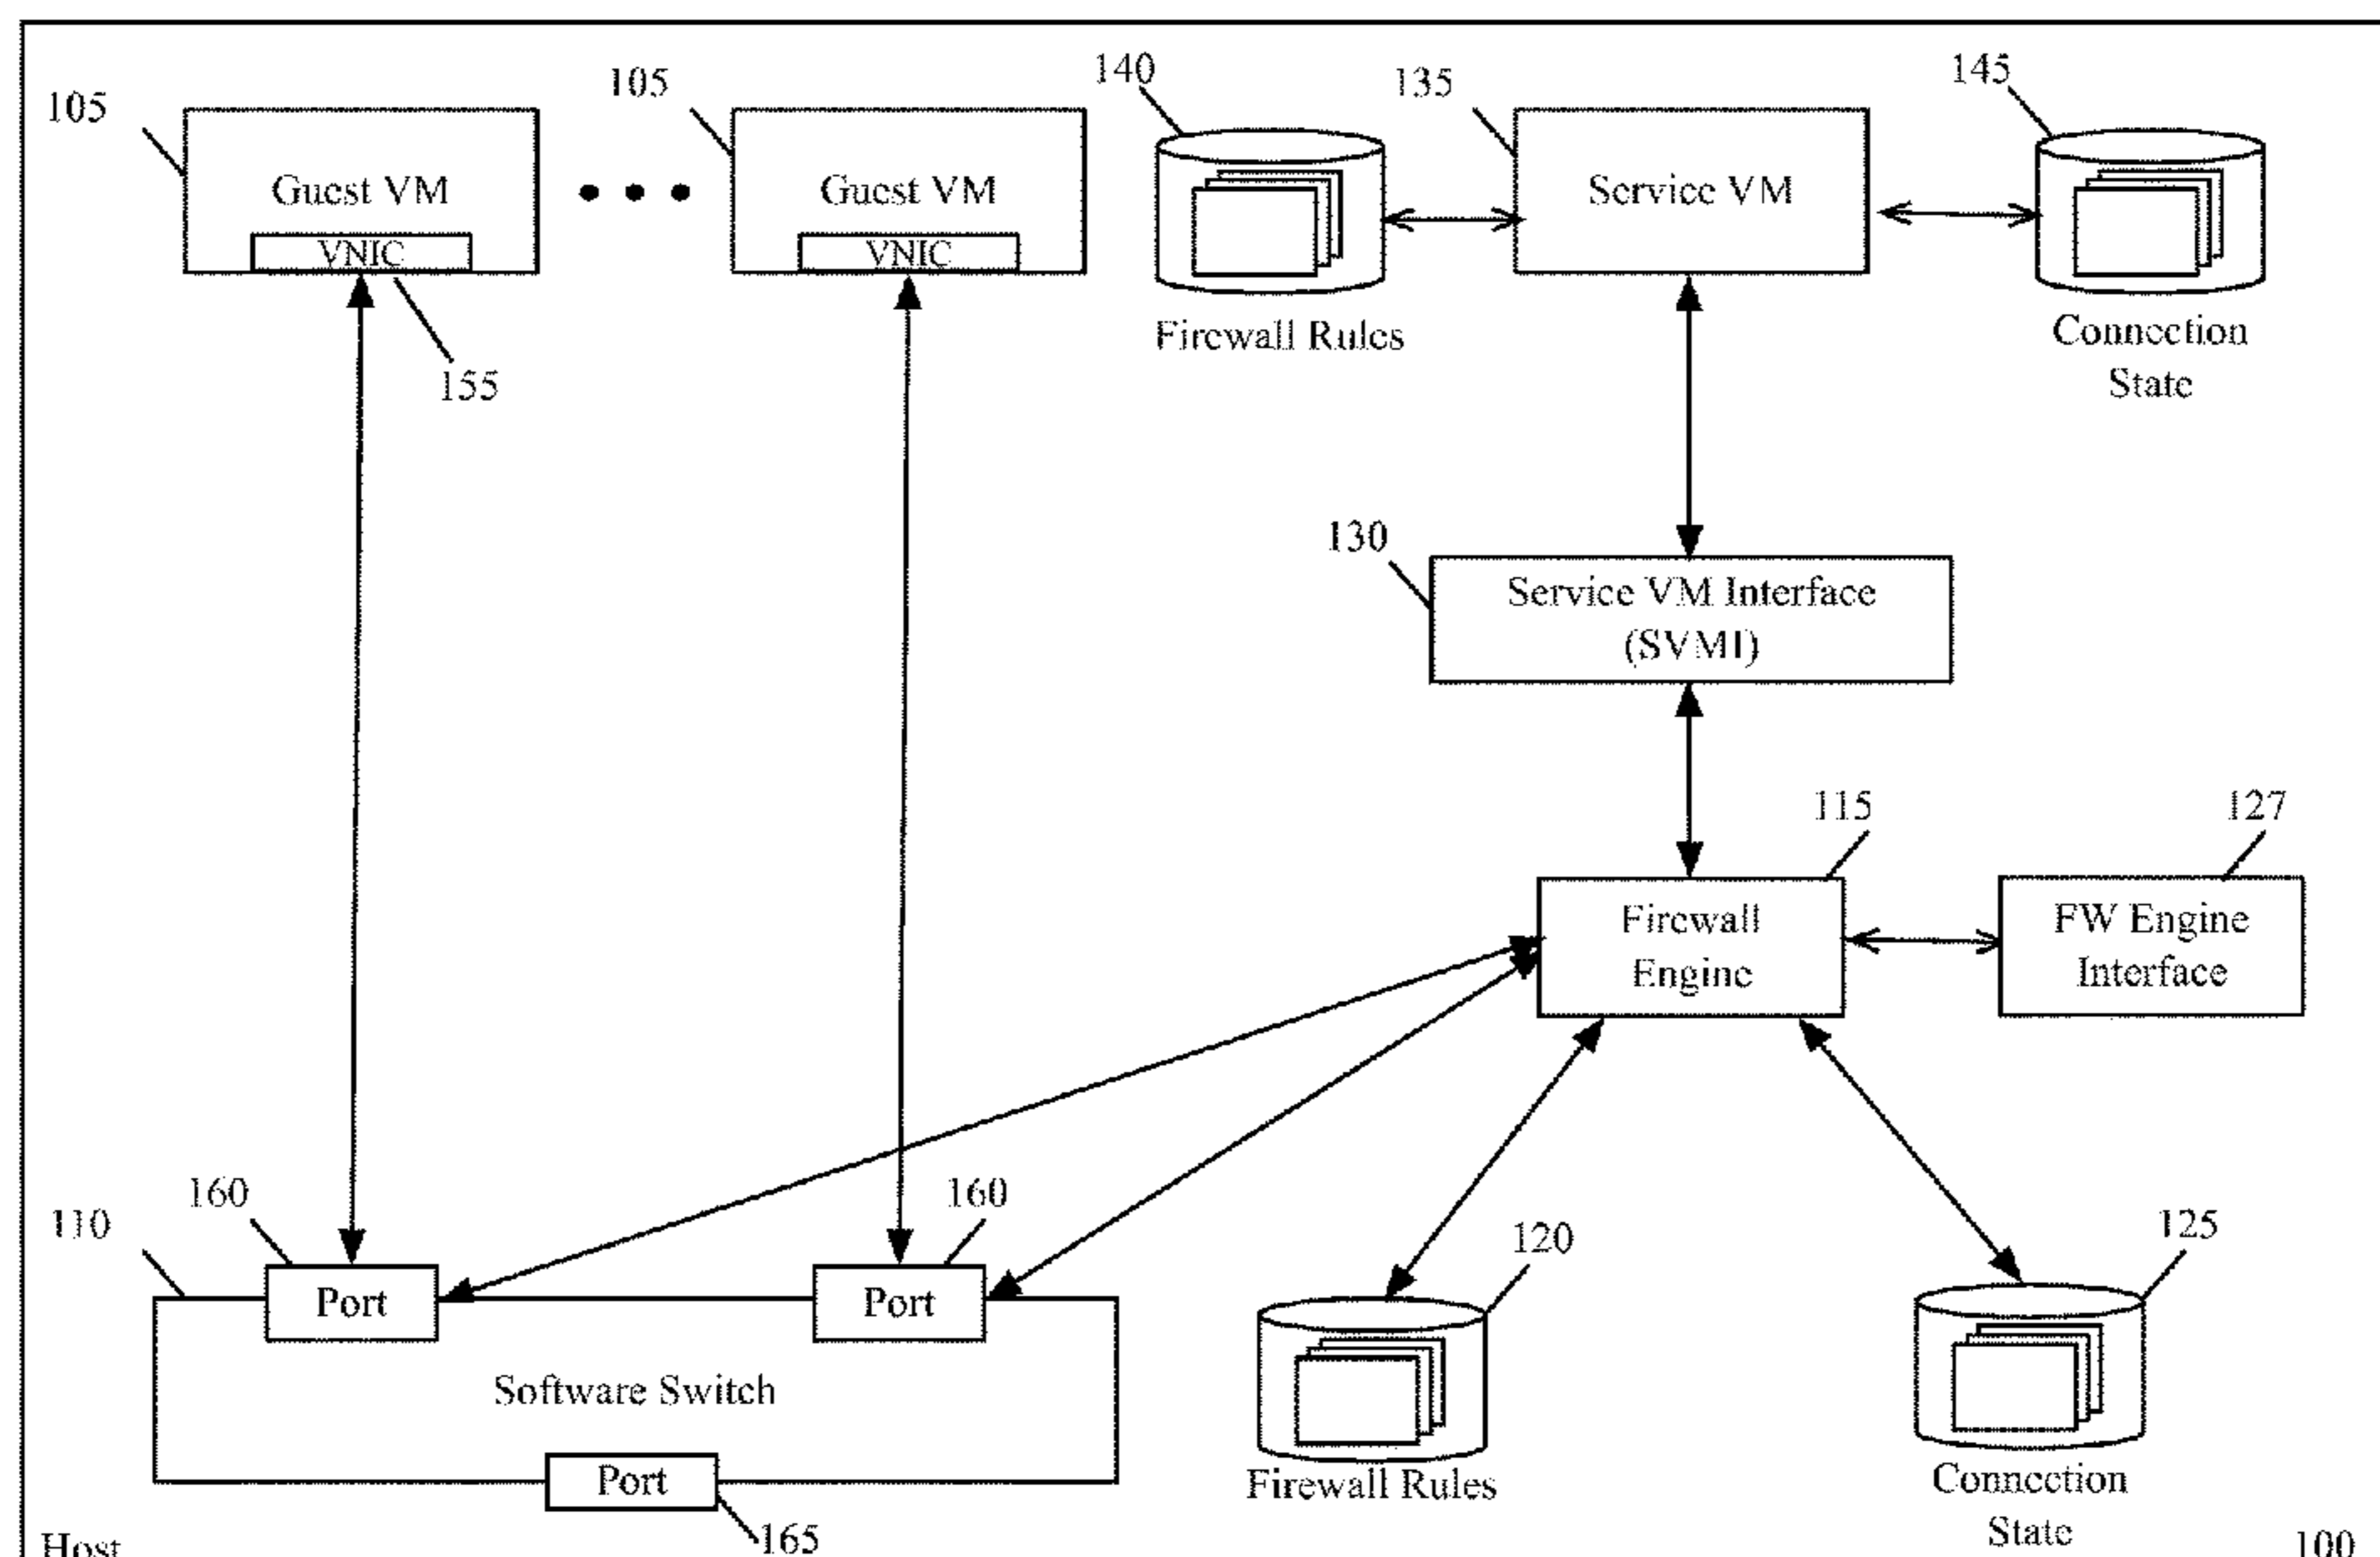 140
135
145
105
105
Guest VM
VNIC
Guest VM
VNIC
Service VM
Firewall Rules
Connection
State
155
130
Service VM Interface
(SVMI)
115
127
Firewall
Engine
FW Engine
Interface
160
160
110
120
125
Port
Port
Software Switch
Port
165
Firewall Rules
Connection
State
Host
100